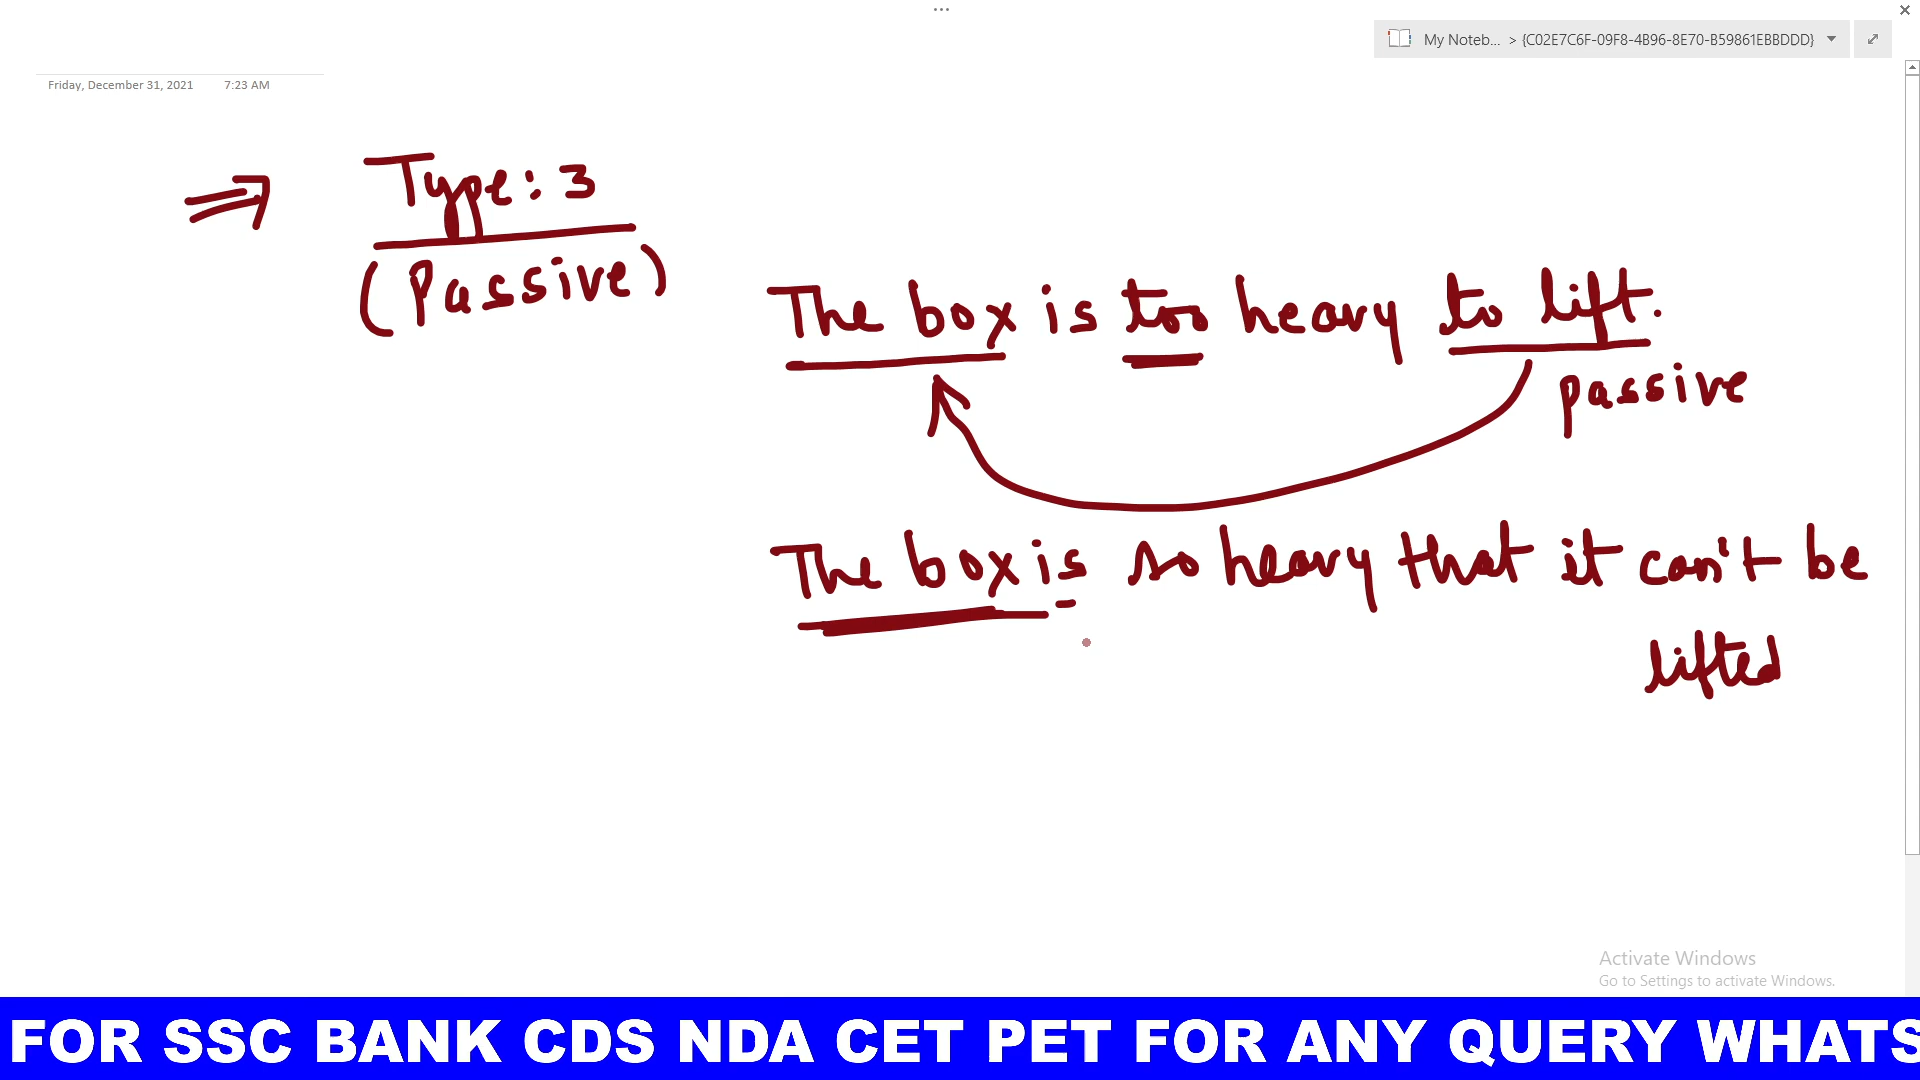 My Noteb... > {C02E7C6F-09F8-4B96-8E70-B59861EBBDDD}
Friday, December 31, 2021 7:23 AM
⇒ Type: 3
(Passive)
The box is too heavy to lift.
passive
The box is so heavy that it can't be
lifted
Activate Windows
Go to Settings to activate Windows.
FOR SSC BANK CDS NDA CET PET FOR ANY QUERY WHATS